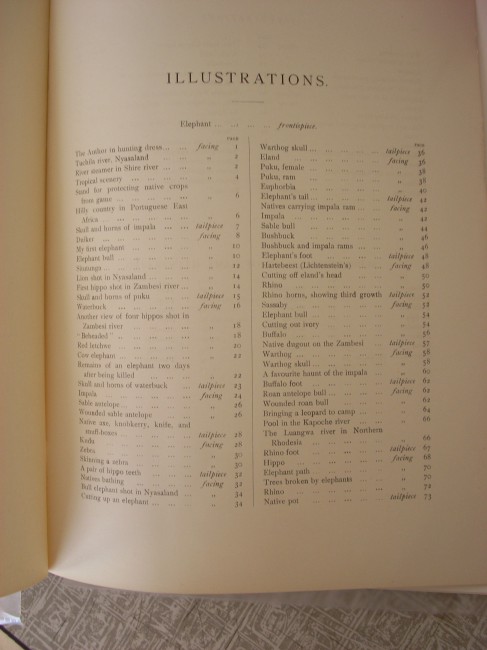 ILLUSTRATIONS.
Elephant ... ... ... ... frontispiece.
PAGE
The Author in hunting dress ... ... facing 1
Tuchila river, Nyasaland ... ... „ 2
River steamer in Shire river ... ... „ 2
Tropical scenery ... ... ... „ 4
Stand for protecting native crops
from game ... ... ... ... „ 6
Hilly country in Portuguese East
Africa ... ... ... ... „ 6
Skull and horns of impala ... ... tailpiece 7
Duiker ... ... ... ... facing 8
My first elephant ... ... ... „ 10
Elephant bull ... ... ... „ 10
Situtunga ... ... ... ... „ 12
Lion shot in Nyasaland ... ... „ 14
First hippo shot in Zambesi river ... „ 14
Skull and horns of puku ... tailpiece 15
Waterbuck ... ... ... facing 16
Another view of four hippos shot in
Zambesi river ... ... ... „ 18
"Beheaded" ... ... ... „ 18
Red letchwe ... ... ... „ 20
Cow elephant ... ... ... „ 22
Remains of an elephant two days
after being killed ... ... „ 22
Skull and horns of waterbuck tailpiece 23
Impala ... ... ... ... facing 24
Sable antelope ... ... ... „ 26
Wounded sable antelope ... „ 26
Native axe, knobkerry, knife, and
snuff-boxes ... ... ... tailpiece 28
Kudu ... ... ... ... facing 28
Zebra ... ... ... ... „ 30
Skinning a zebra ... ... ... „ 30
A pair of hippo teeth ... ... tailpiece 32
Natives bathing ... ... ... facing 32
Bull elephant shot in Nyasaland ... „ 34
Cutting up an elephant ... ... „ 34
PAGE
Warthog skull ... ... ... tailpiece 36
Eland ... ... ... ... facing 36
Puku, female ... ... ... „ 38
Puku, ram ... ... ... „ 38
Euphorbia ... ... ... „ 40
Elephant's tail ... ... ... tailpiece 42
Natives carrying impala ram ... facing 42
Impala ... ... ... ... „ 42
Sable bull ... ... ... „ 44
Bushbuck ... ... ... „ 46
Bushbuck and impala rams ... „ 46
Elephant's foot ... ... ... tailpiece 48
Hartebeest (Lichtenstein's) ... facing 48
Cutting off eland's head ... ... „ 50
Rhino ... ... ... ... „ 50
Rhino horns, showing third growth tailpiece 52
Sassaby ... ... ... ... facing 52
Elephant bull ... ... ... „ 54
Cutting out ivory ... ... ... „ 54
Buffalo ... ... ... ... „ 56
Native dugout on the Zambesi tailpiece 57
Warthog ... ... ... ... facing 58
Warthog skull ... ... ... „ 58
A favourite haunt of the impala ... „ 60
Buffalo foot ... ... ... tailpiece 62
Roan antelope bull ... ... facing 62
Wounded roan bull ... ... „ 62
Bringing a leopard to camp ... „ 64
Pool in the Kapoche river ... „ 66
The Luangwa river in Northern
Rhodesia ... ... ... „ 66
Rhino foot ... ... ... tailpiece 67
Hippo ... ... ... ... facing 68
Elephant path ... ... ... „ 70
Trees broken by elephants ... „ 70
Rhino ... ... ... ... „ 72
Native pot ... ... ... tailpiece 73